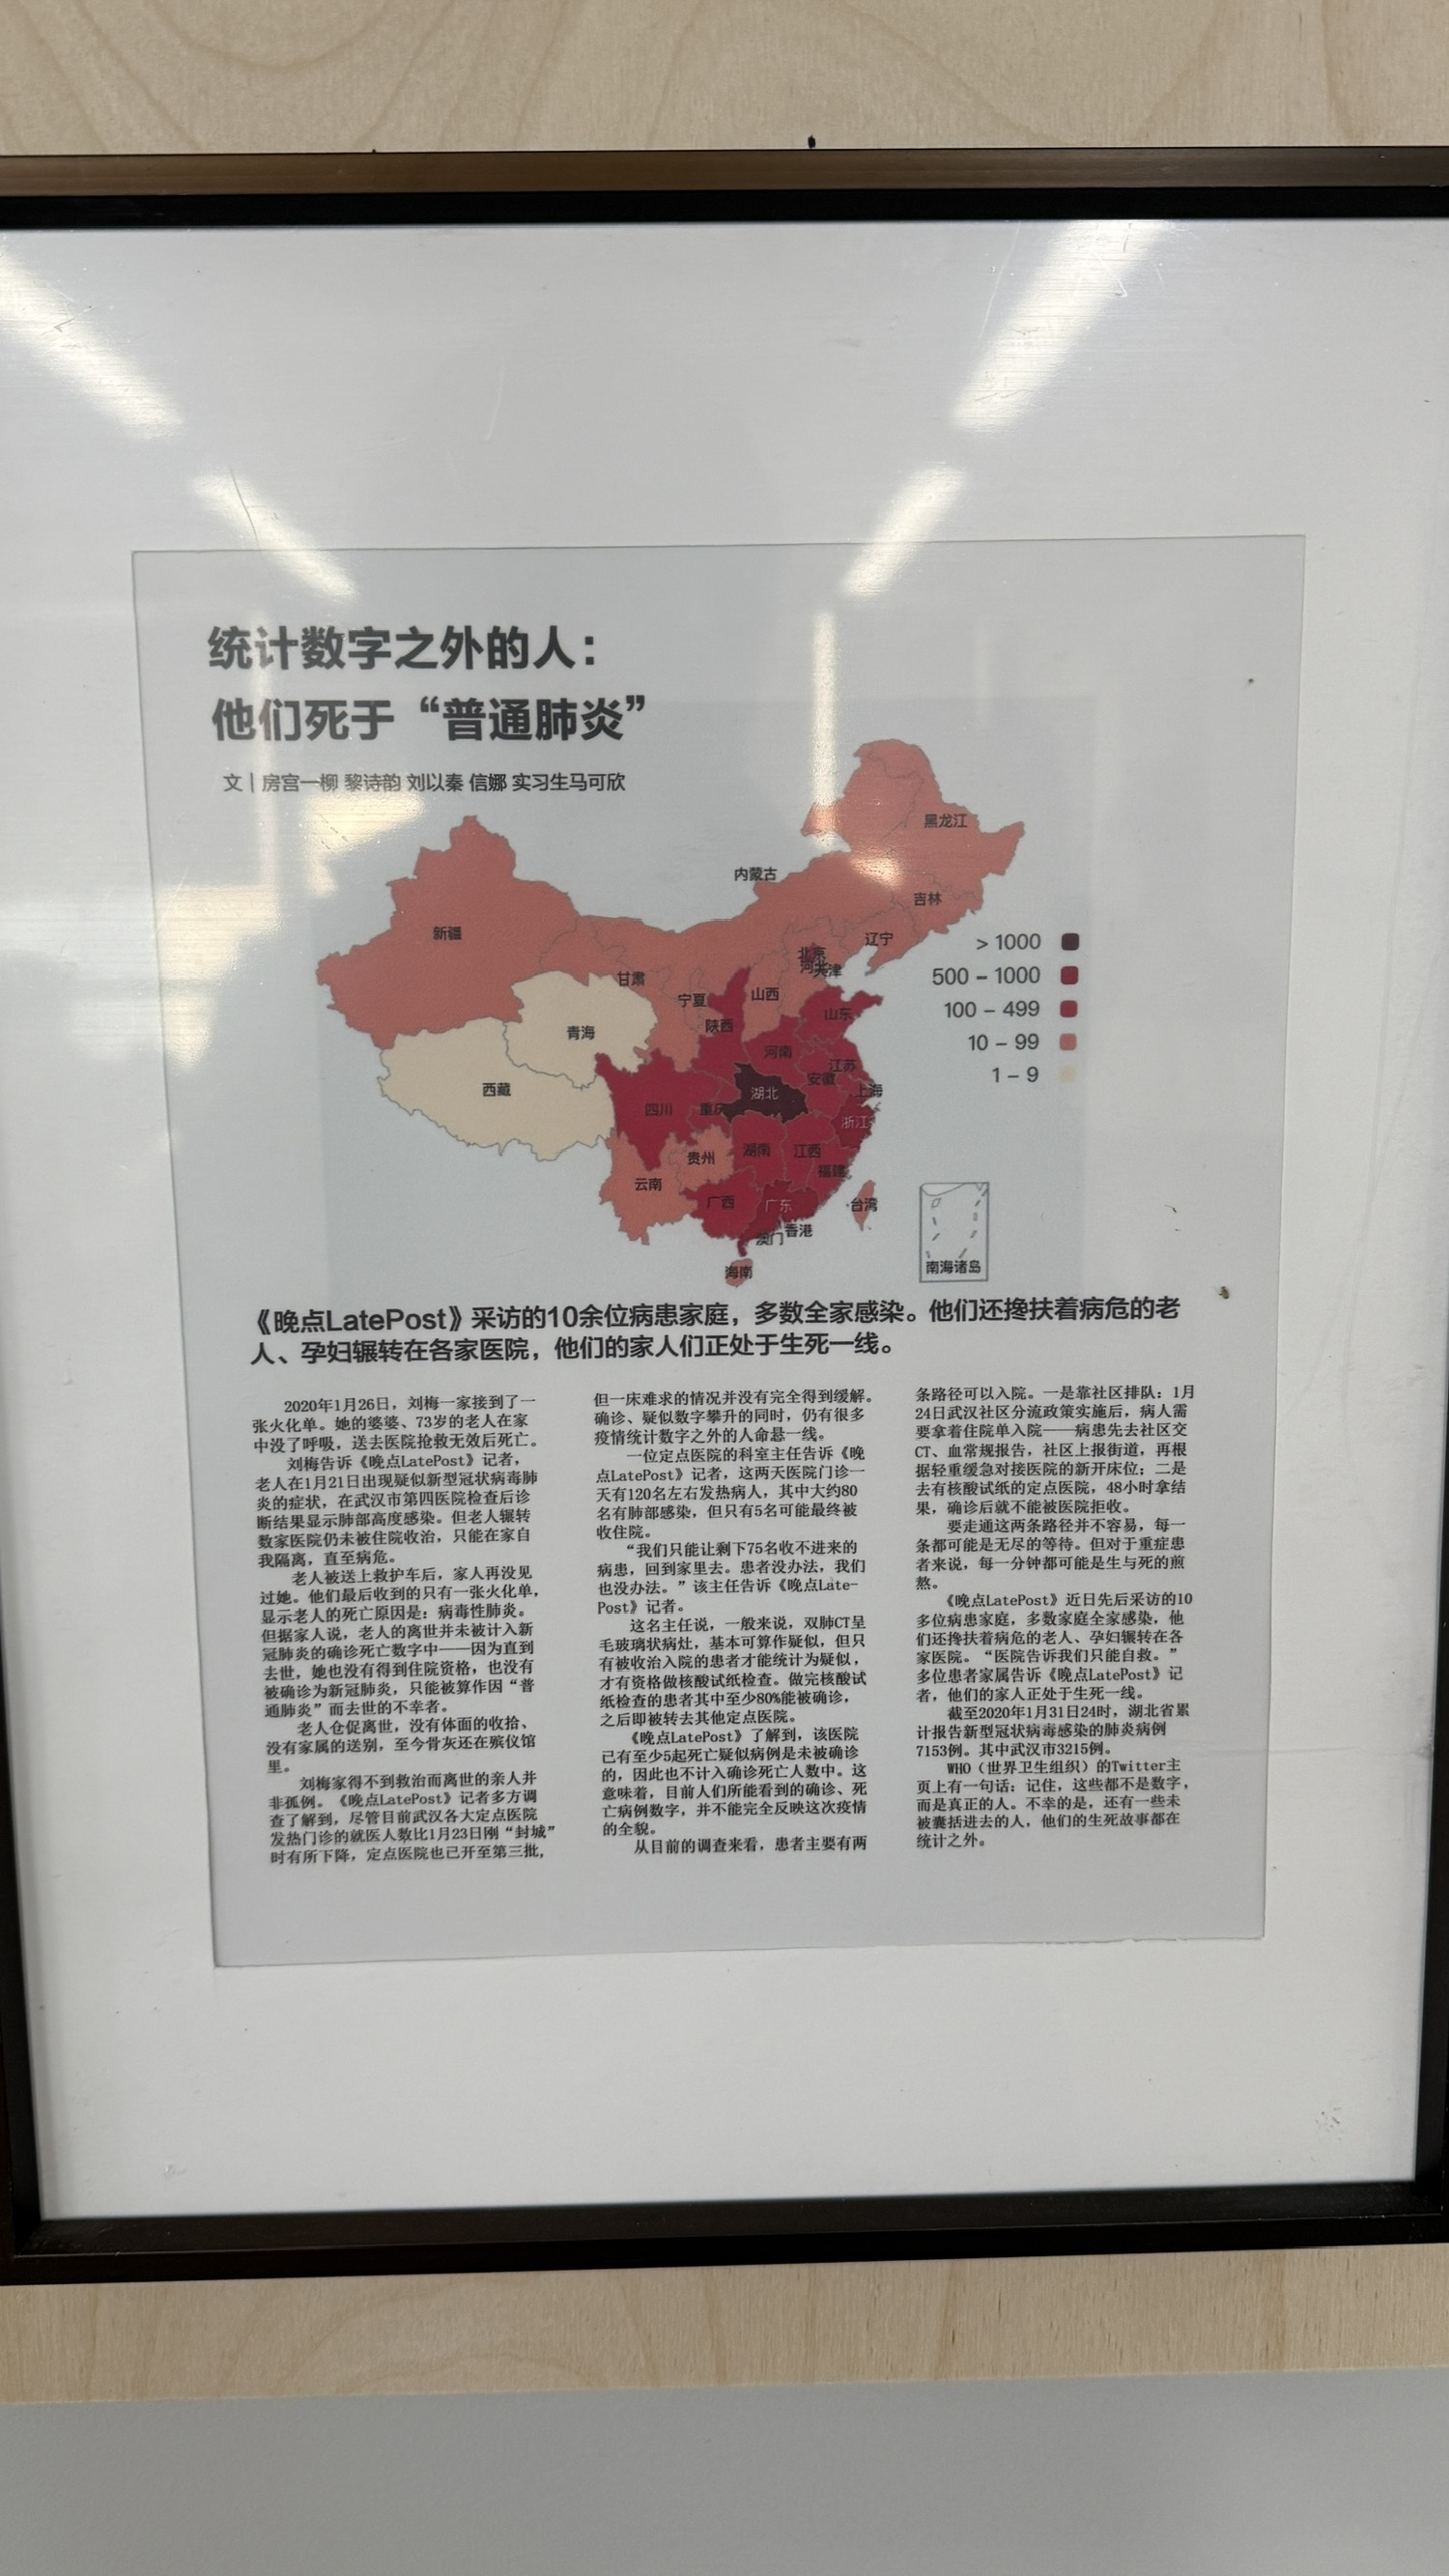 统计数字之外的人：
他们死于“普通肺炎”
文｜房宫一柳 黎诗韵 刘以秦 信娜 实习生马可欣
黑龙江
内蒙古
吉林
新疆
辽宁
北京
河北
天津
甘肃
宁夏
山西
陕西
山东
青海
河南
江苏
安徽
上海
西藏
湖北
四川
重庆
浙江
湖南
江西
贵州
福建
云南
广西
广东
台湾
香港
澳门
海南
南海诸岛
> 1000
500 – 1000
100 – 499
10 – 99
1 – 9
《晚点LatePost》采访的10余位病患家庭，多数全家感染。他们还搀扶着病危的老
人、孕妇辗转在各家医院，他们的家人们正处于生死一线。
2020年1月26日，刘梅一家接到了一
张火化单。她的婆婆、73岁的老人在家
中没了呼吸，送去医院抢救无效后死亡。
刘梅告诉《晚点LatePost》记者，
老人在1月21日出现疑似新型冠状病毒肺
炎的症状，在武汉市第四医院检查后诊
断结果显示肺部高度感染。但老人辗转
数家医院仍未被住院收治，只能在家自
我隔离，直至病危。
老人被送上救护车后，家人再没见
过她。他们最后收到的只有一张火化单，
显示老人的死亡原因是：病毒性肺炎。
但据家人说，老人的离世并未被计入新
冠肺炎的确诊死亡数字中——因为直到
去世，她也没有得到住院资格，也没有
被确诊为新冠肺炎，只能被算作因“普
通肺炎”而去世的不幸者。
老人仓促离世，没有体面的收拾、
没有家属的送别，至今骨灰还在殡仪馆
里。
刘梅家得不到救治而离世的亲人并
非孤例。《晚点LatePost》记者多方调
查了解到，尽管目前武汉各大定点医院
发热门诊的就医人数比1月23日刚“封城”
时有所下降，定点医院也已开至第三批，
但一床难求的情况并没有完全得到缓解。
确诊、疑似数字攀升的同时，仍有很多
疫情统计数字之外的人命悬一线。
一位定点医院的科室主任告诉《晚
点LatePost》记者，这两天医院门诊一
天有120名左右发热病人，其中大约80
名有肺部感染，但只有5名可能最终被
收住院。
“我们只能让剩下75名收不进来的
病患，回到家里去。患者没办法，我们
也没办法。”该主任告诉《晚点Late-
Post》记者。
这名主任说，一般来说，双肺CT呈
毛玻璃状病灶，基本可算作疑似，但只
有被收治入院的患者才能统计为疑似，
才有资格做核酸试纸检查。做完核酸试
纸检查的患者其中至少80%能被确诊，
之后即被转去其他定点医院。
《晚点LatePost》了解到，该医院
已有至少5起死亡疑似病例是未被确诊
的，因此也不计入确诊死亡人数中。这
意味着，目前人们所能看到的确诊、死
亡病例数字，并不能完全反映这次疫情
的全貌。
从目前的调查来看，患者主要有两
条路径可以入院。一是靠社区排队：1月
24日武汉社区分流政策实施后，病人需
要拿着住院单入院——病患先去社区交
CT、血常规报告，社区上报街道，再根
据轻重缓急对接医院的新开床位；二是
去有核酸试纸的定点医院，48小时拿结
果，确诊后就不能被医院拒收。
要走通这两条路径并不容易，每一
条都可能是无尽的等待。但对于重症患
者来说，每一分钟都可能是生与死的煎
熬。
《晚点LatePost》近日先后采访的10
多位病患家庭，多数家庭全家感染，他
们还搀扶着病危的老人、孕妇辗转在各
家医院。“医院告诉我们只能自救。”
多位患者家属告诉《晚点LatePost》记
者，他们的家人正处于生死一线。
截至2020年1月31日24时，湖北省累
计报告新型冠状病毒感染的肺炎病例
7153例。其中武汉市3215例。
WHO（世界卫生组织）的Twitter主
页上有一句话：记住，这些都不是数字，
而是真正的人。不幸的是，还有一些未
被囊括进去的人，他们的生死故事都在
统计之外。